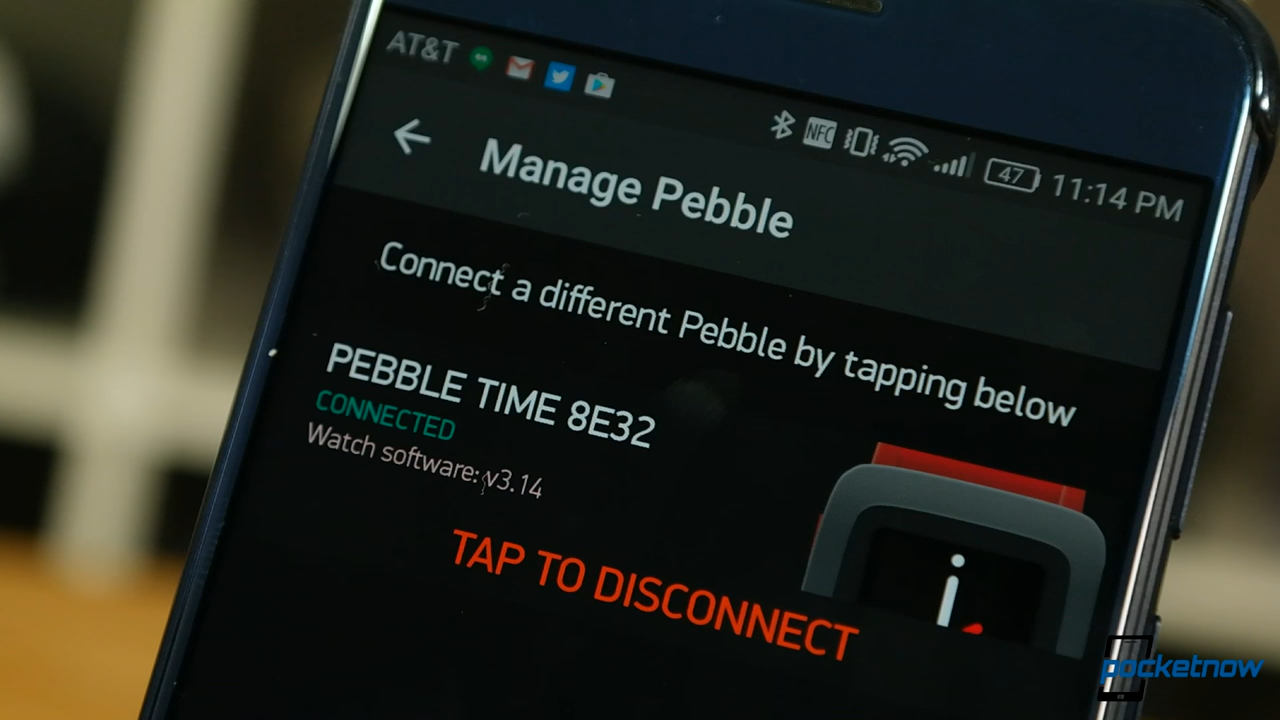 AT&T
NFC 47 11:14 PM
Manage Pebble
Connect a different Pebble by tapping below
PEBBLE TIME 8E32
CONNECTED
Watch software: v3.14
TAP TO DISCONNECT
pocketnow